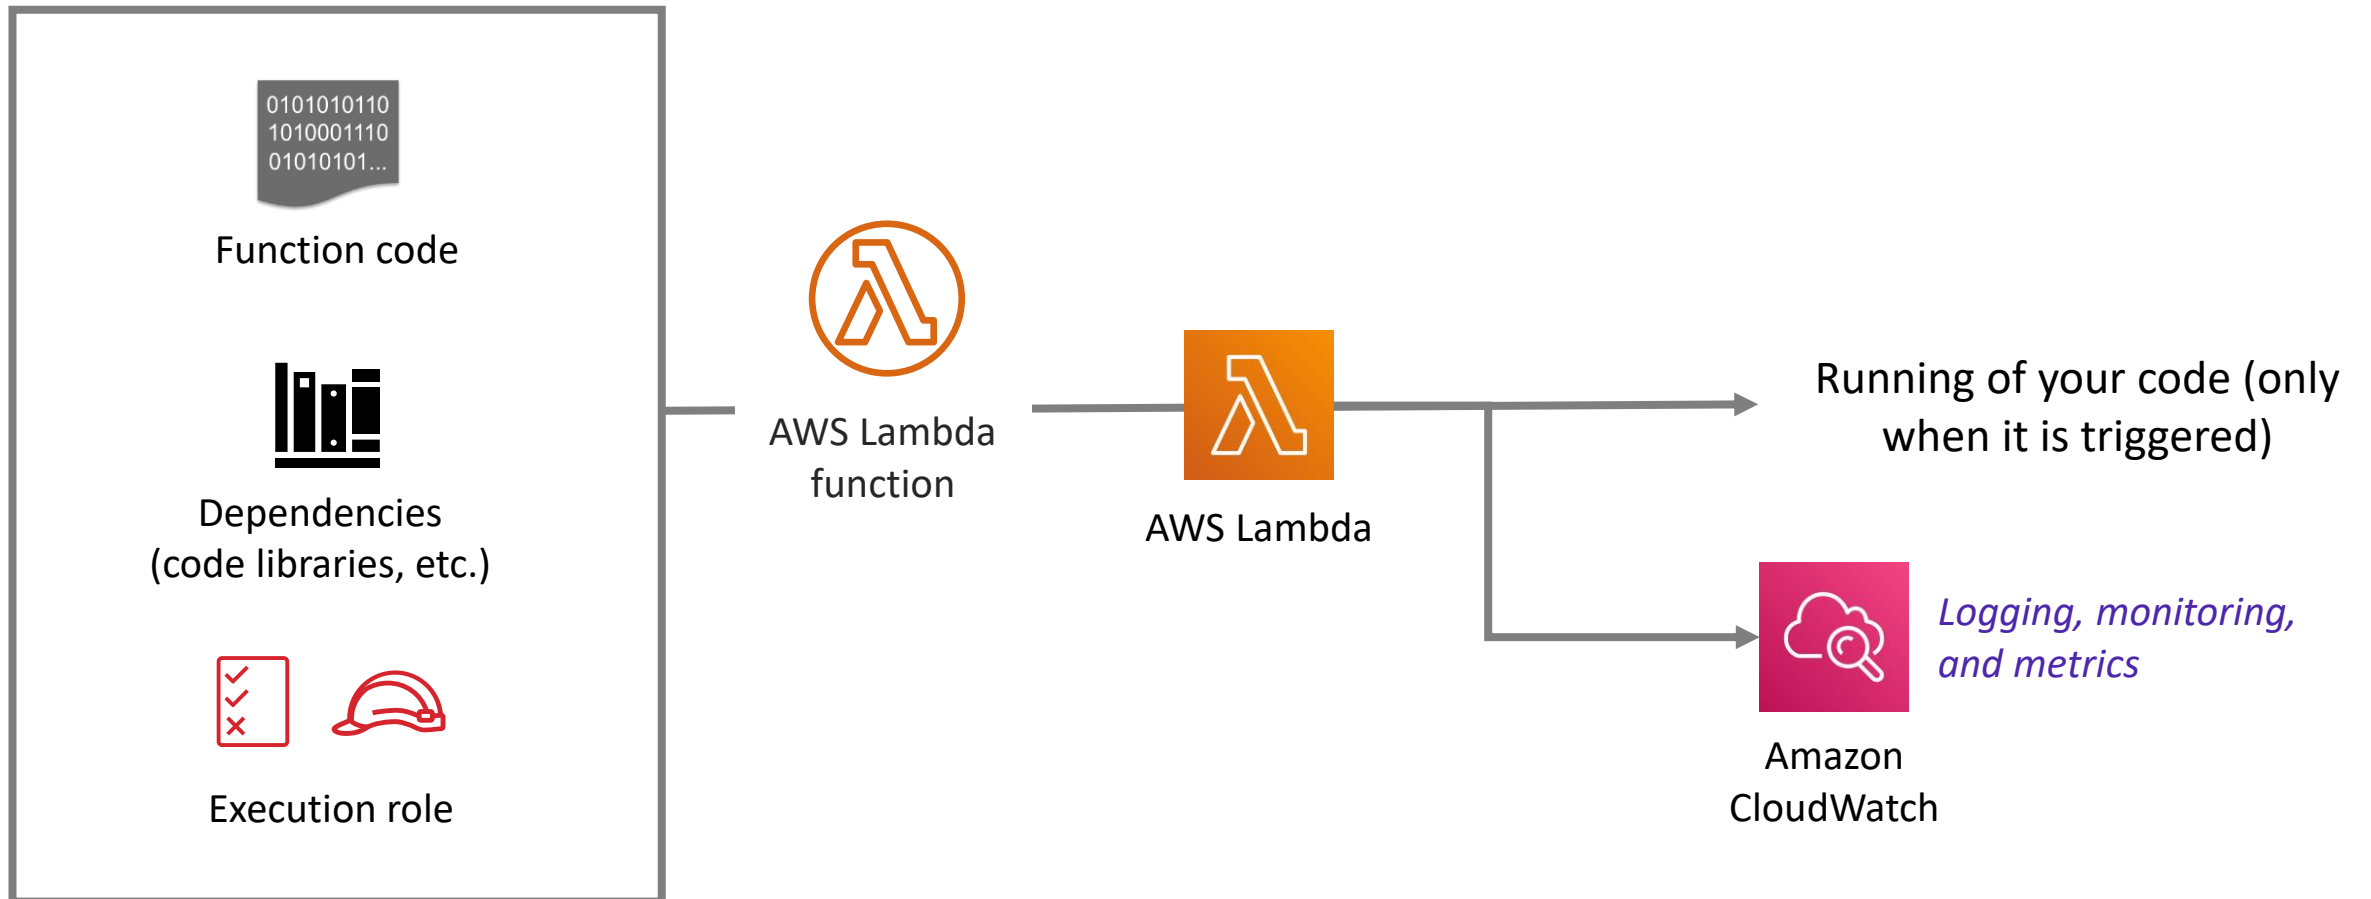 0101010110
1010001110
01010101...
Function code
Dependencies
(code libraries, etc.)
Execution role
AWS Lambda
function
AWS Lambda
Running of your code (only
when it is triggered)
Logging, monitoring,
and metrics
Amazon
CloudWatch